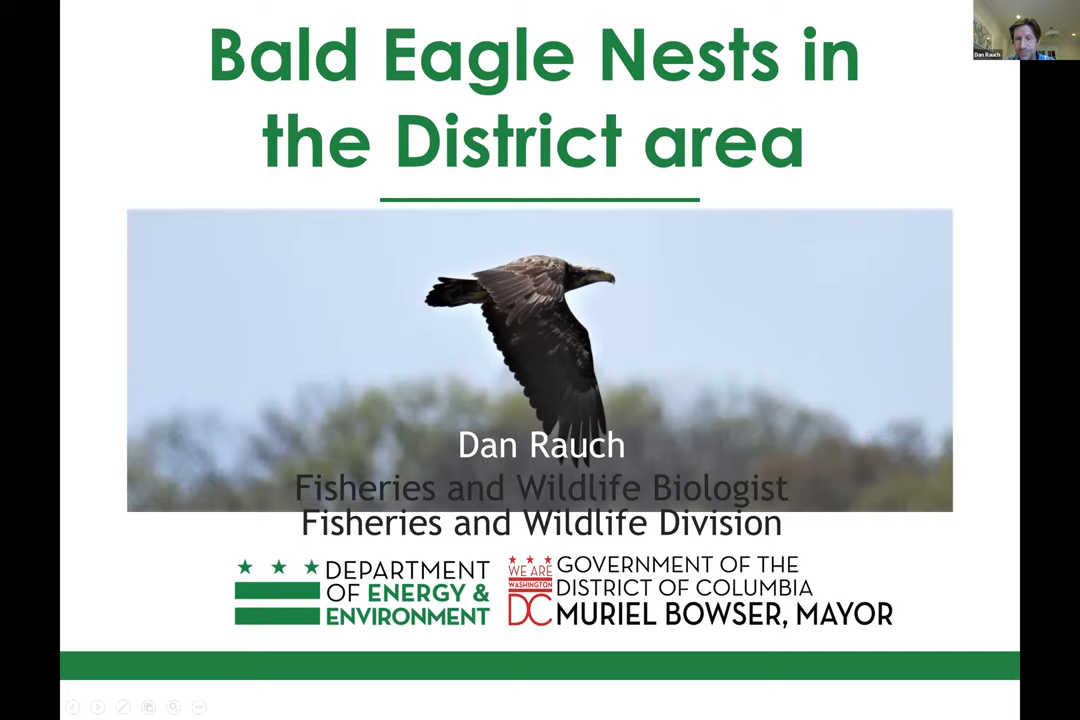 Bald Eagle Nests in
the District area
Dan Rauch
Dan Rauch
Fisheries and Wildlife Biologist
Fisheries and Wildlife Division
DEPARTMENT
OF ENERGY &
ENVIRONMENT
WE ARE
WASHINGTON
DC
GOVERNMENT OF THE
DISTRICT OF COLUMBIA
MURIEL BOWSER, MAYOR